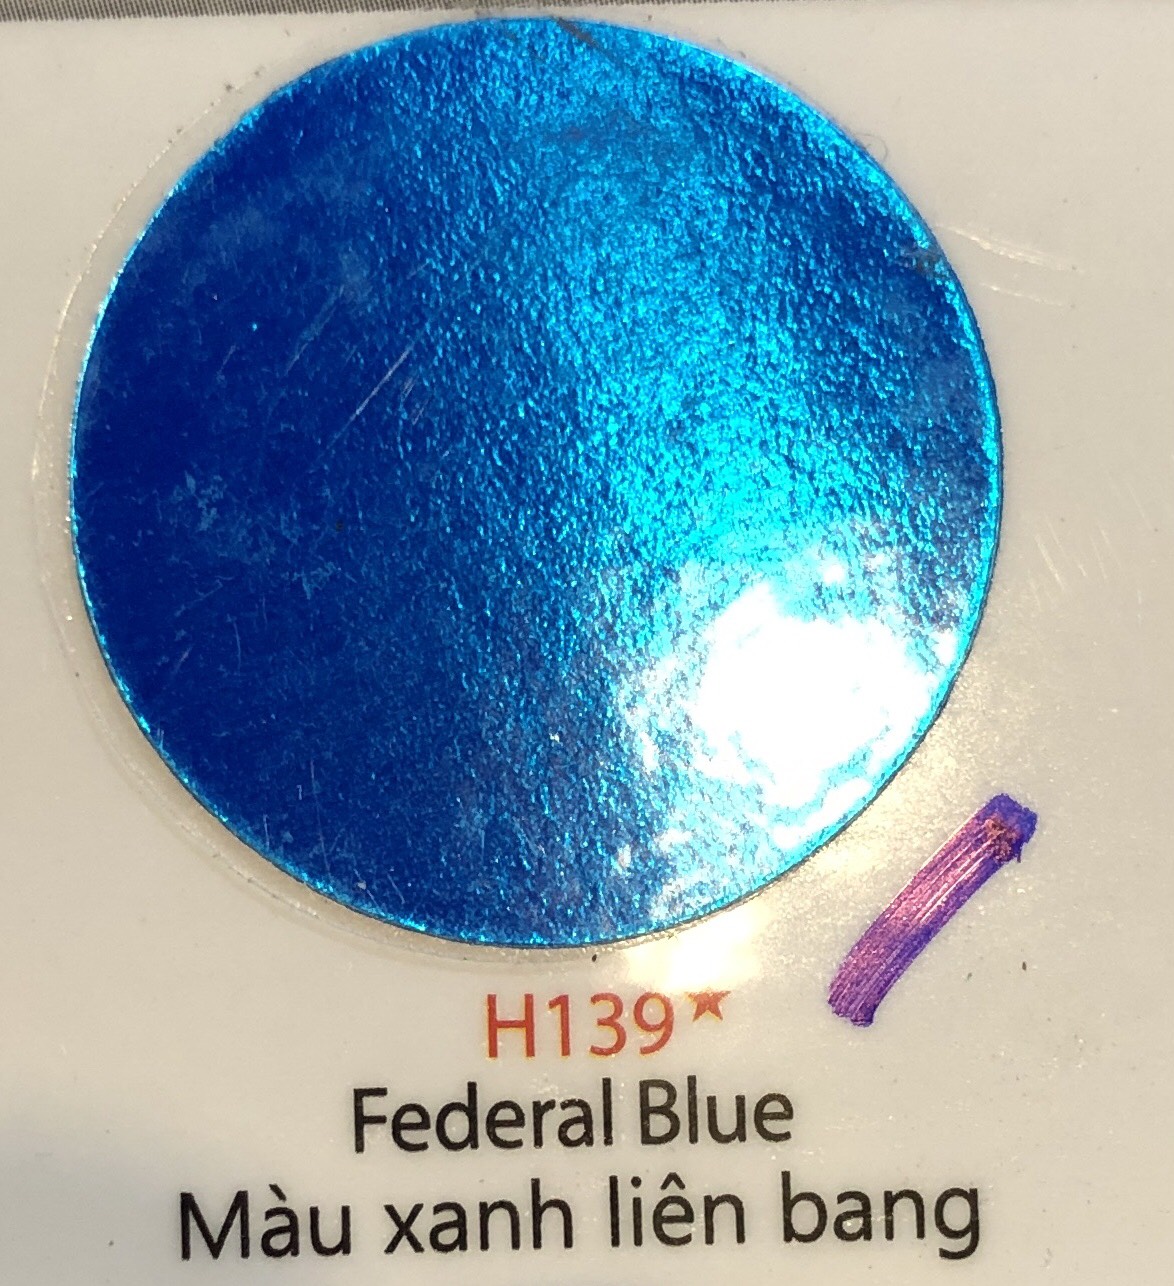 H139★
Federal Blue
Màu xanh liên bang